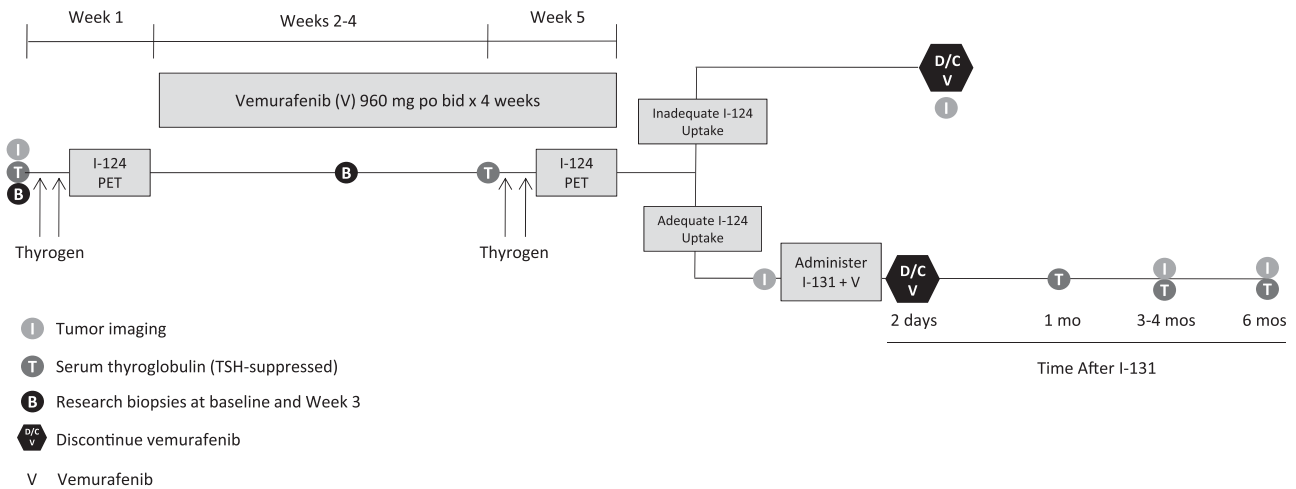 Week 1
Weeks 2-4
Week 5
Vemurafenib (V) 960 mg po bid x 4 weeks
I
T
B
I-124
PET
Thyrogen
B
T
I-124
PET
Thyrogen
Inadequate I-124
Uptake
D/C
V
I
Adequate I-124
Uptake
I
Administer
I-131 + V
D/C
V
T
I
T
I
T
2 days
1 mo
3-4 mos
6 mos
Time After I-131
I Tumor imaging
T Serum thyroglobulin (TSH-suppressed)
B Research biopsies at baseline and Week 3
D/C
V
Discontinue vemurafenib
V Vemurafenib